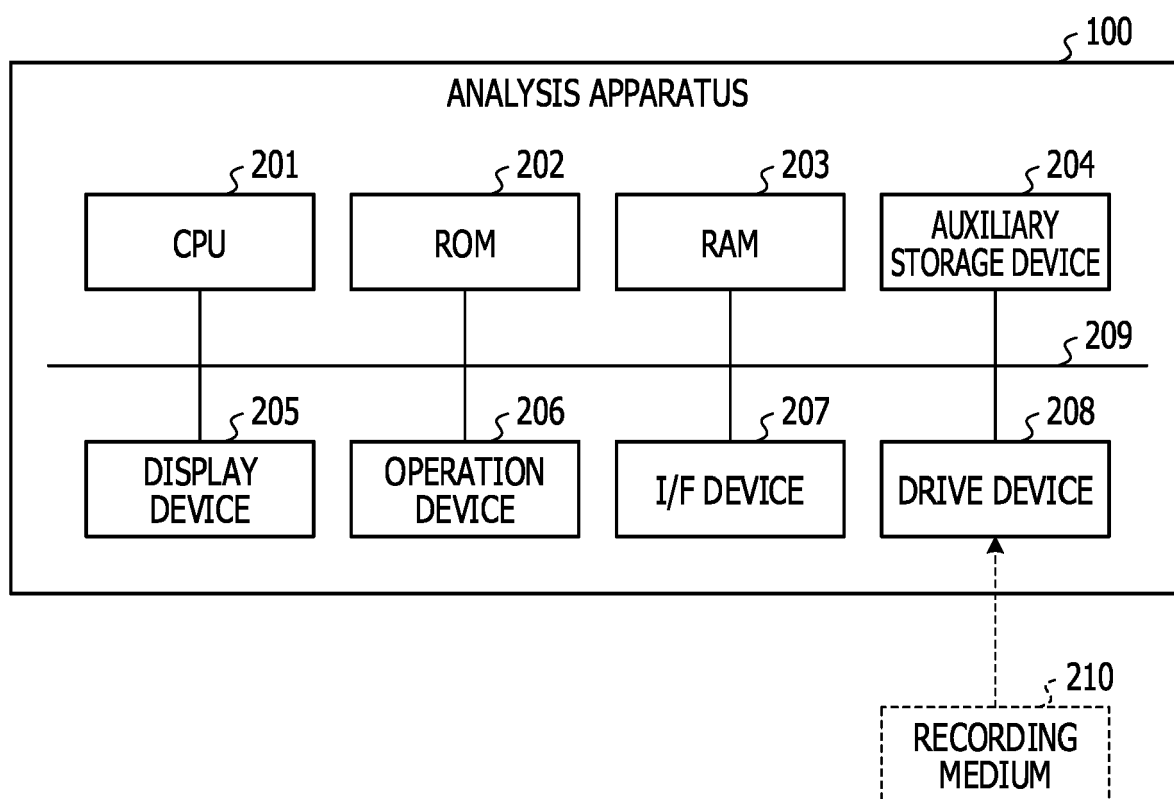 100
ANALYSIS APPARATUS
201
202
203
204
CPU
ROM
RAM
AUXILIARY
STORAGE DEVICE
209
205
206
207
208
DISPLAY
DEVICE
OPERATION
DEVICE
I/F DEVICE
DRIVE DEVICE
210
RECORDING
MEDIUM